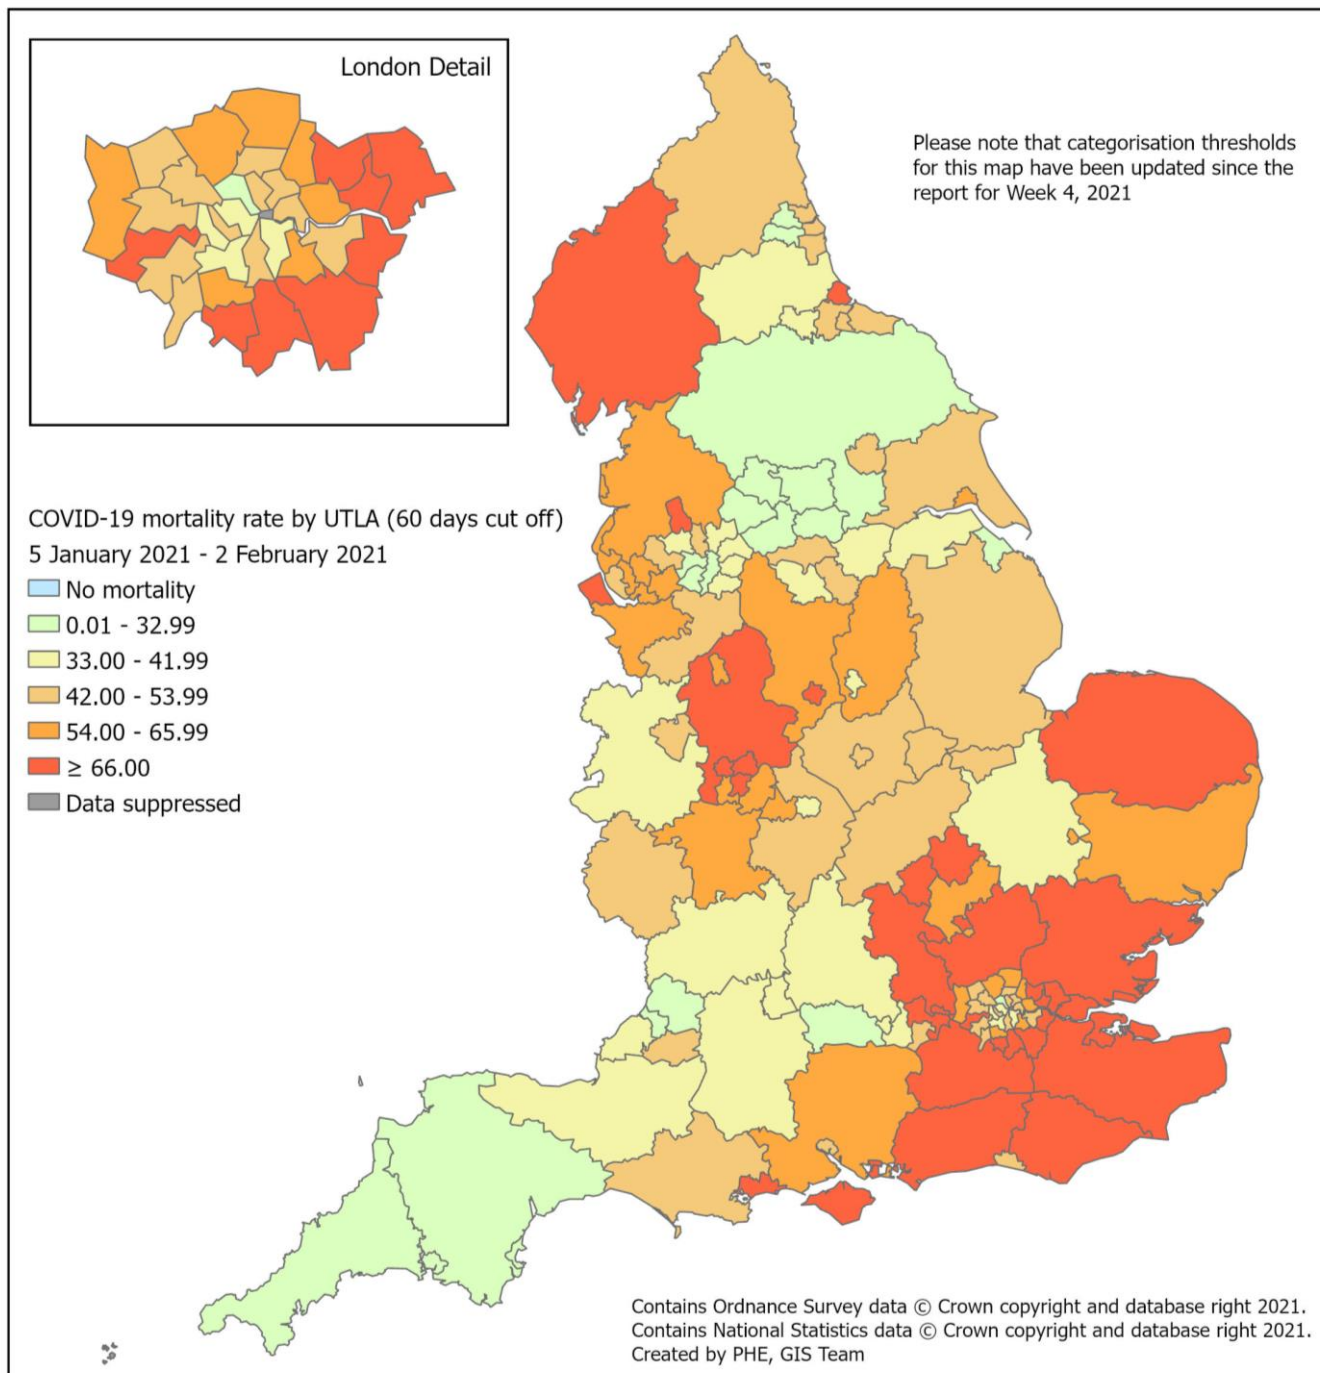 London Detail
Please note that categorisation thresholds
for this map have been updated since the
report for Week 4, 2021
COVID-19 mortality rate by UTLA (60 days cut off)
5 January 2021 - 2 February 2021
No mortality
0.01 - 32.99
33.00 - 41.99
42.00 - 53.99
54.00 - 65.99
≥ 66.00
Data suppressed
Contains Ordnance Survey data © Crown copyright and database right 2021.
Contains National Statistics data © Crown copyright and database right 2021.
Created by PHE, GIS Team